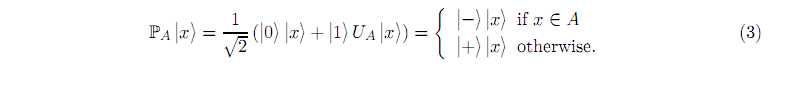 ℙ_A |x⟩ = 1/√2 (|0⟩ |x⟩ + |1⟩ U_A |x⟩) = { |−⟩ |x⟩ if x ∈ A
|+⟩ |x⟩ otherwise. (3)